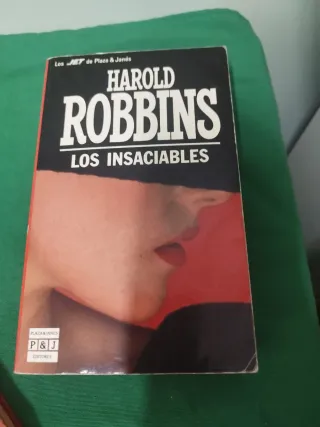 Los JET de Plaza & Janés
HAROLD
ROBBINS
LOS INSACIABLES
PLAZA & JANES
P & J
EDITORES